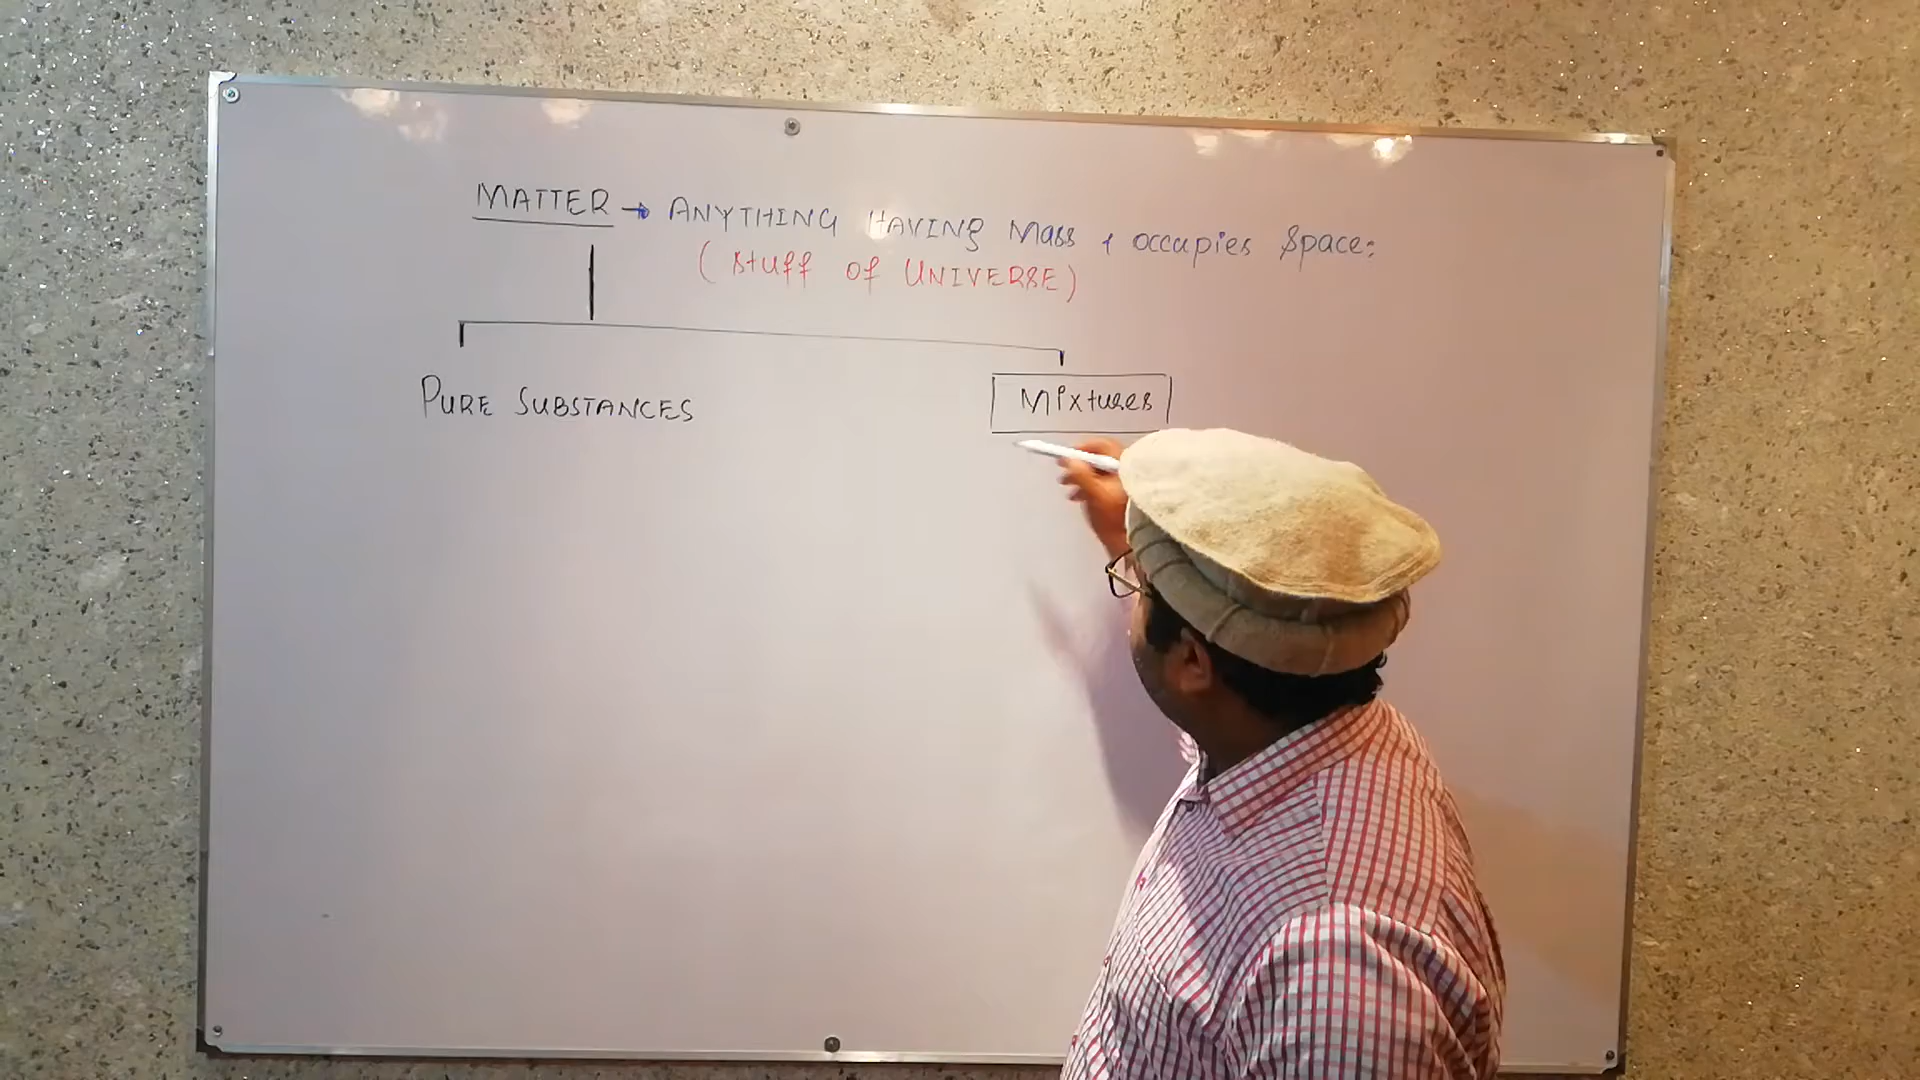 MATTER → ANYTHING HAVING Mass & occupies Space:
(Stuff of UNIVERSE)
PURE SUBSTANCES
Mixtures